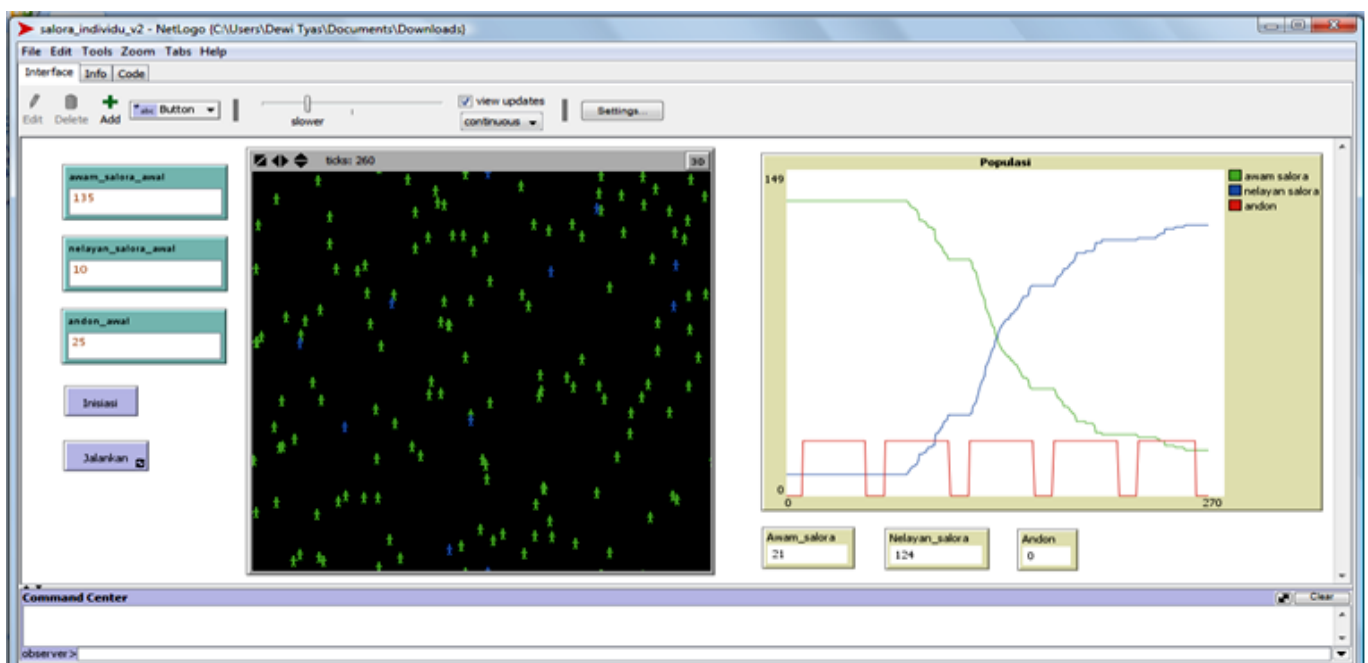 salora_individu_v2 - NetLogo {C:\Users\Dewi Tyas\Documents\Downloads}
File Edit Tools Zoom Tabs Help
Interface Info Code
Edit Delete Add abc Button slower view updates continuous Settings...
awam_salora_awal
135
nelayan_salora_awal
10
andon_awal
25
Inisiasi
Jalankan
ticks: 260 3D
Populasi
149
0
0 270
awam salora
nelayan salora
andon
Awam_salora
21
Nelayan_salora
124
Andon
0
Command Center Clear
observer>